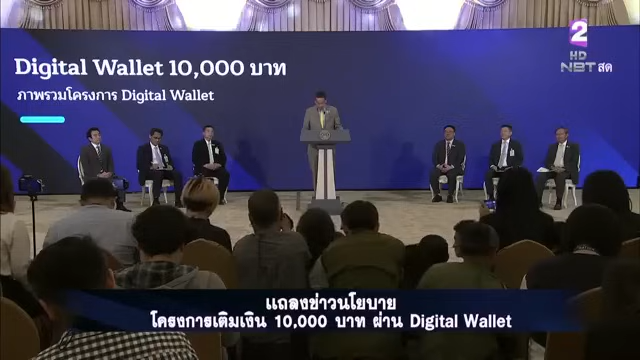 2
HD
NBT สด
Digital Wallet 10,000 บาท
ภาพรวมโครงการ Digital Wallet
แถลงข่าวนโยบาย
โครงการเติมเงิน 10,000 บาท ผ่าน Digital Wallet